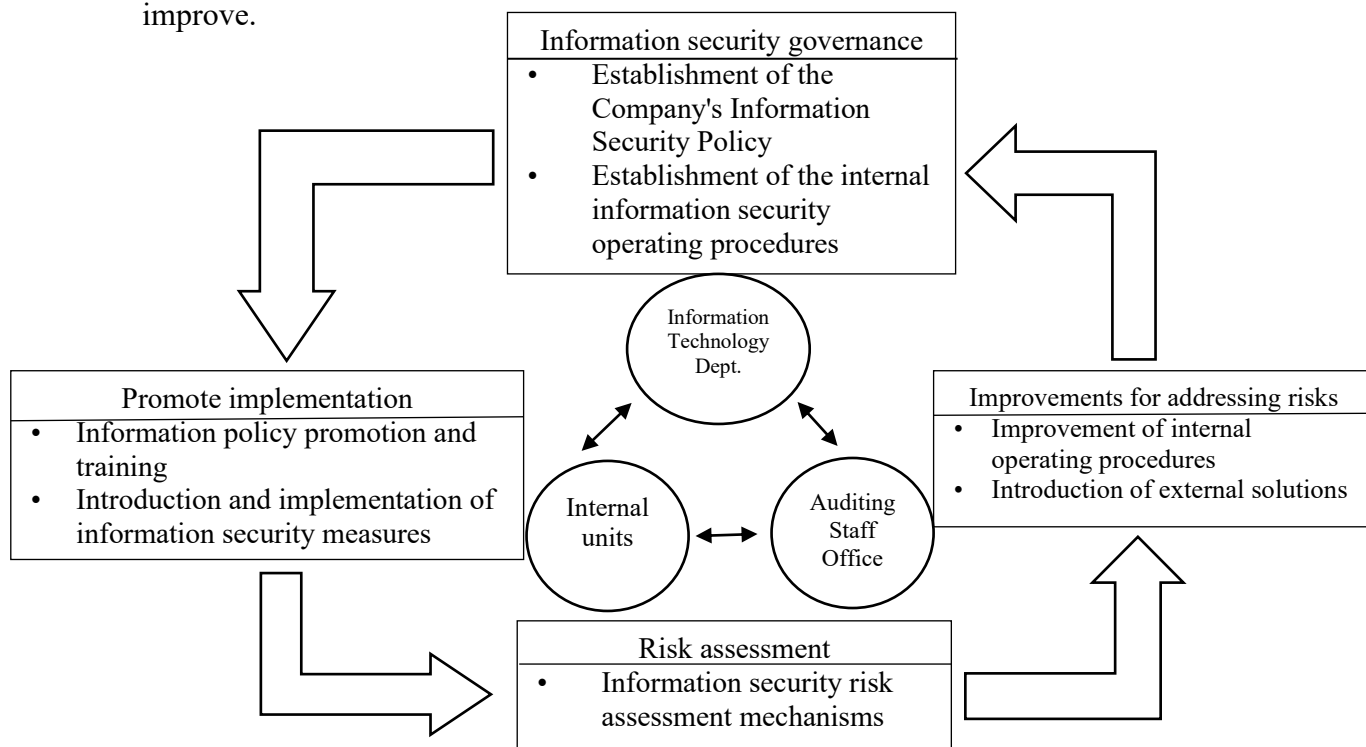 improve.
Information security governance
• Establishment of the
Company's Information
Security Policy
• Establishment of the internal
information security
operating procedures
Information
Technology
Dept.
Promote implementation
• Information policy promotion and
training
• Introduction and implementation of
information security measures
Internal
units
Auditing
Staff
Office
Improvements for addressing risks
• Improvement of internal
operating procedures
• Introduction of external solutions
Risk assessment
• Information security risk
assessment mechanisms